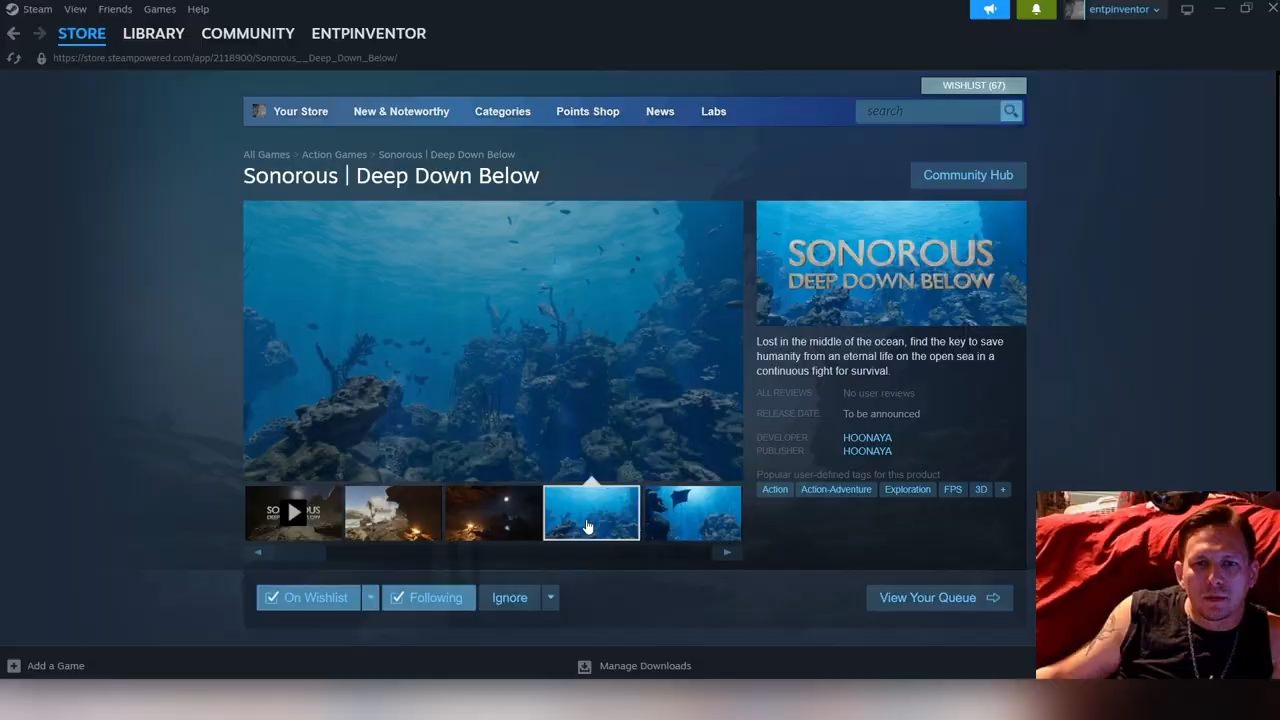 Steam View Friends Games Help
entpinventor
STORE LIBRARY COMMUNITY ENTPINVENTOR
https://store.steampowered.com/app/2118900/Sonorous__Deep_Down_Below/
WISHLIST (67)
Your Store New & Noteworthy Categories Points Shop News Labs
search
All Games > Action Games > Sonorous | Deep Down Below
Sonorous | Deep Down Below
Community Hub
SONOROUS
DEEP DOWN BELOW
Lost in the middle of the ocean, find the key to save
humanity from an eternal life on the open sea in a
continuous fight for survival.
ALL REVIEWS No user reviews
RELEASE DATE To be announced
DEVELOPER HOONAYA
PUBLISHER HOONAYA
Popular user-defined tags for this product
Action Action-Adventure Exploration FPS 3D +
On Wishlist Following Ignore
View Your Queue
Add a Game
Manage Downloads